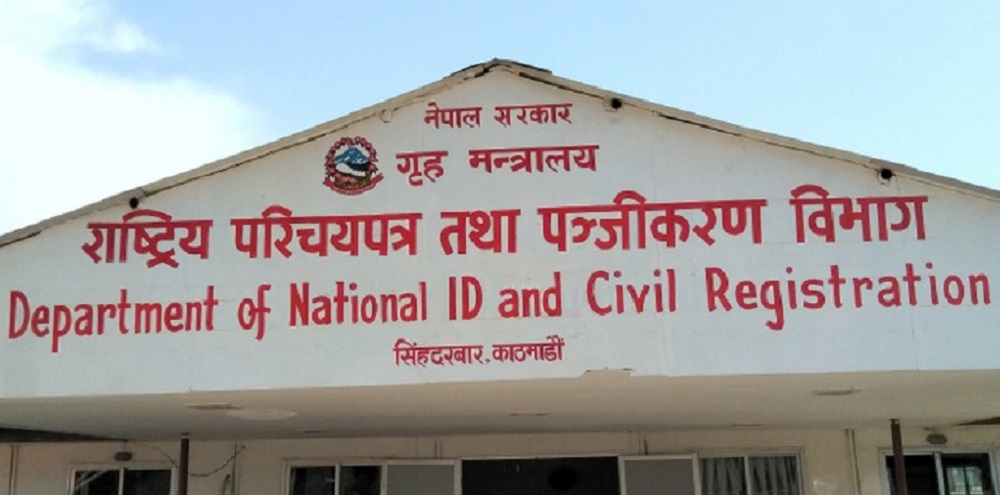 नेपाल सरकार
गृह मन्त्रालय
राष्ट्रिय परिचयपत्र तथा पञ्जीकरण विभाग
Department of National ID and Civil Registration
सिंहदरबार, काठमाडौं